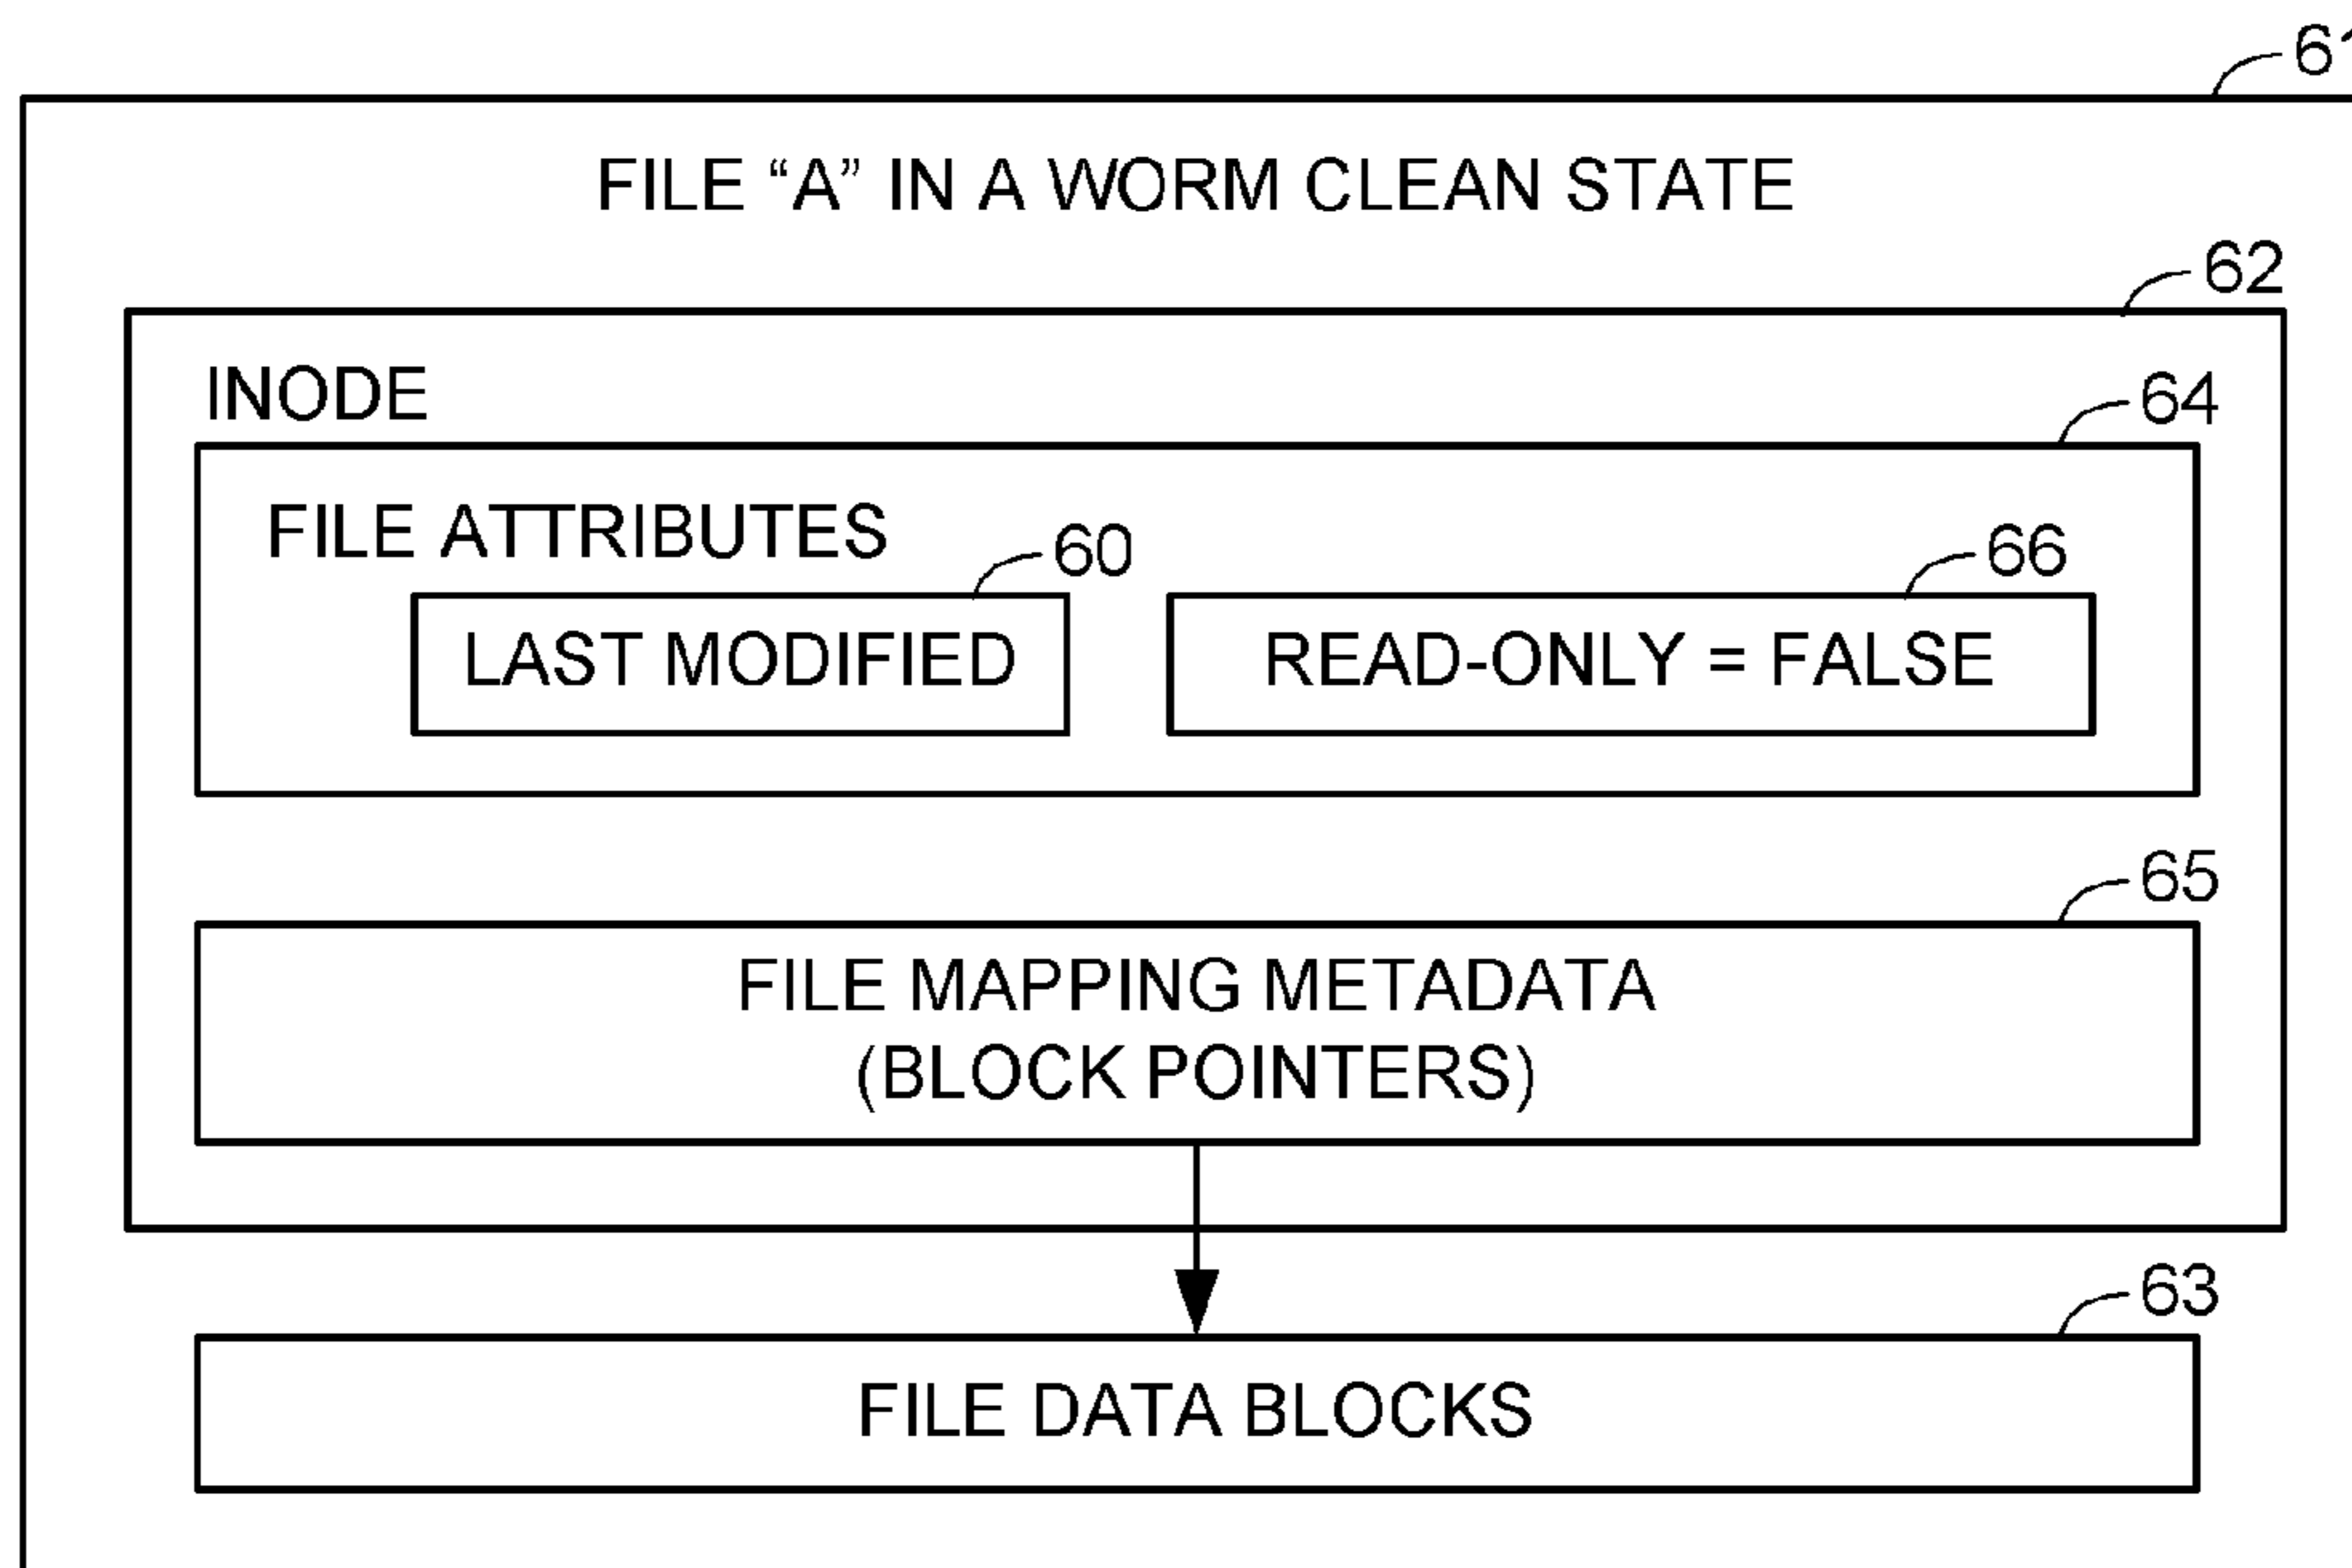 61
FILE “A” IN A WORM CLEAN STATE
62
INODE
64
FILE ATTRIBUTES
60
66
LAST MODIFIED
READ-ONLY = FALSE
65
FILE MAPPING METADATA
(BLOCK POINTERS)
63
FILE DATA BLOCKS